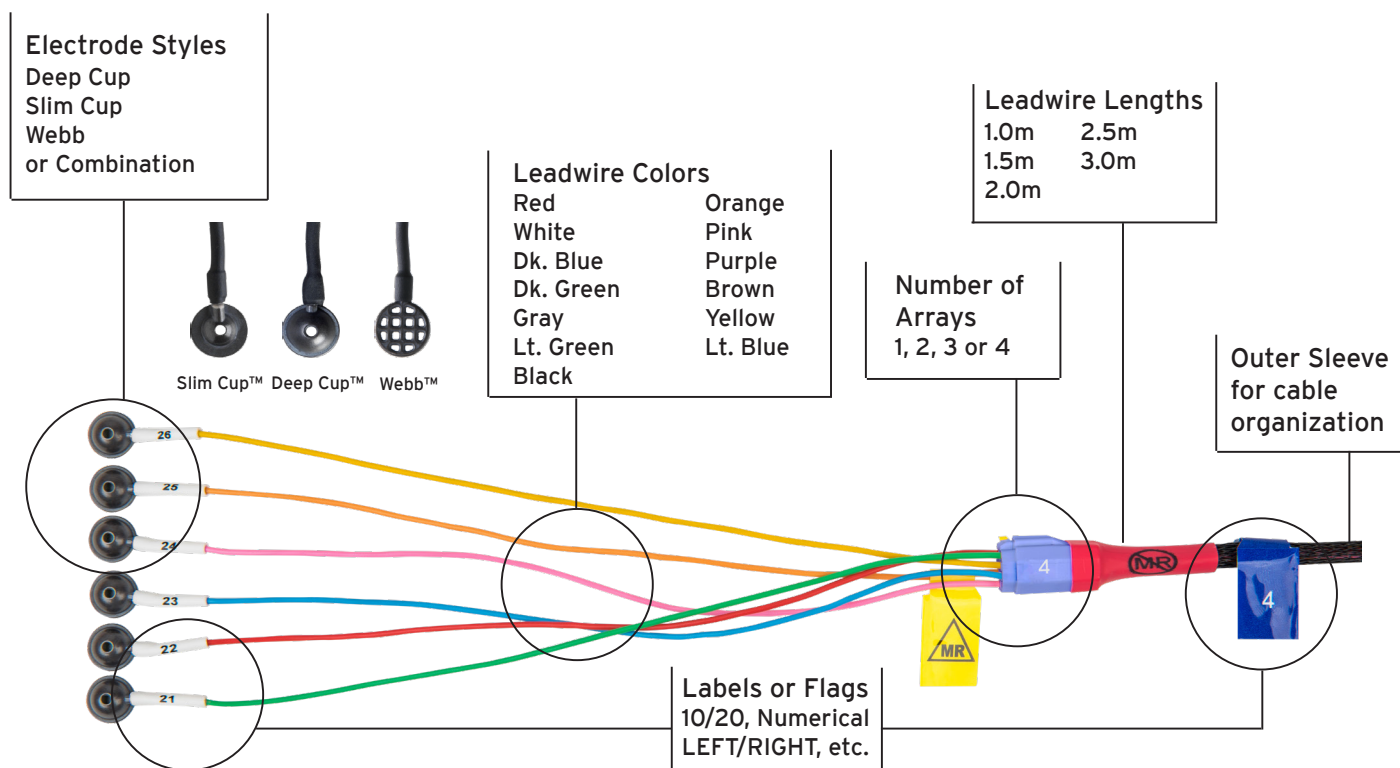 Electrode Styles
Deep Cup
Slim Cup
Webb
or Combination
Leadwire Lengths
1.0m 2.5m
1.5m 3.0m
2.0m
Leadwire Colors
Red Orange
White Pink
Dk. Blue Purple
Dk. Green Brown
Gray Yellow
Lt. Green Lt. Blue
Black
Number of
Arrays
1, 2, 3 or 4
Outer Sleeve
for cable
organization
Slim Cup™ Deep Cup™ Webb™
26
25
24
23
22
21
4
MR
4
MR
Labels or Flags
10/20, Numerical
LEFT/RIGHT, etc.